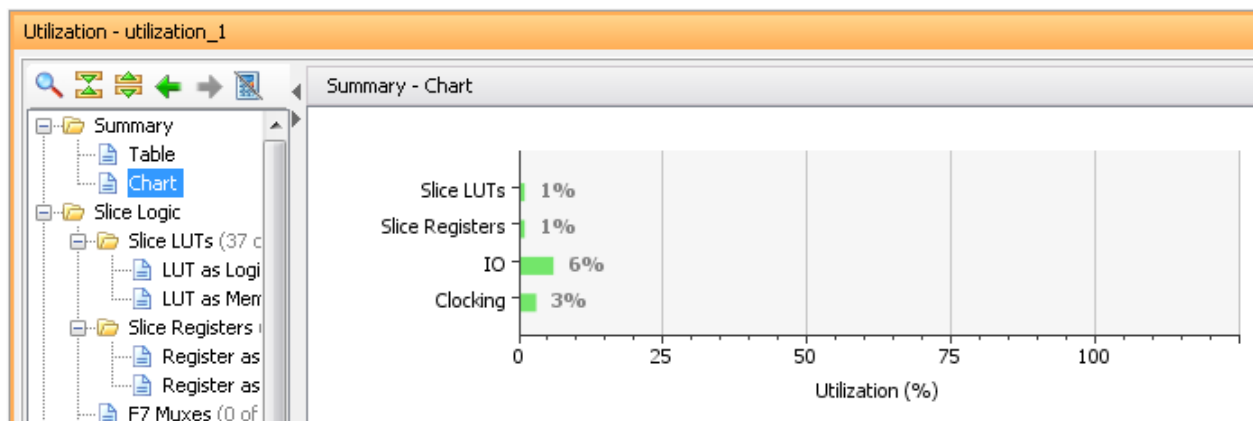 Utilization - utilization_1
Summary - Chart
Summary
Table
Chart
Slice Logic
Slice LUTs (37 c
LUT as Logi
LUT as Mem
Slice Registers
Register as
Register as
F7 Muxes (0 of
Slice LUTs 1%
Slice Registers 1%
IO 6%
Clocking 3%
0 25 50 75 100
Utilization (%)